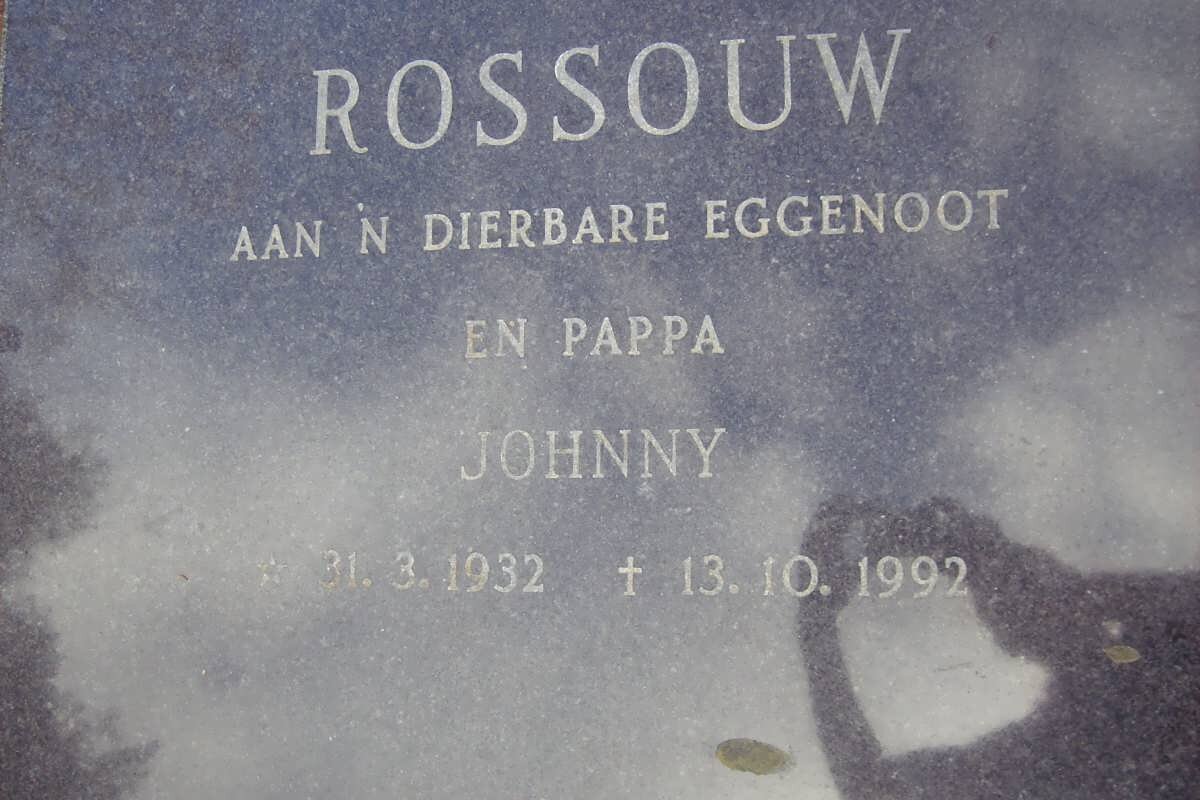 ROSSOUW
AAN 'N DIERBARE EGGENOOT
EN PAPPA
JOHNNY
☆ 31. 3. 1932 ✝ 13. 10. 1992